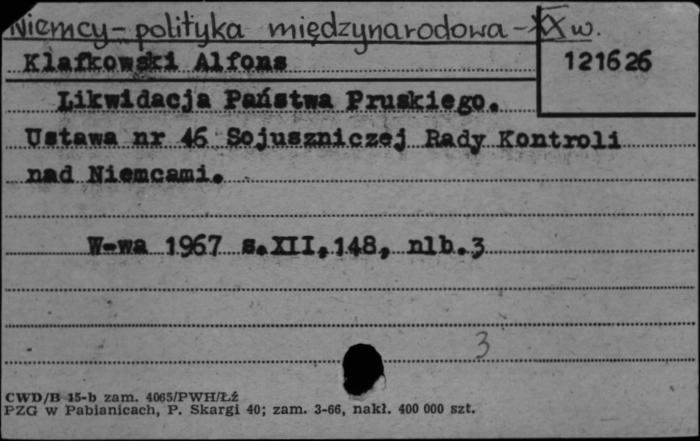 Niemcy - polityka międzynarodowa - XX w.
Klafkowski Alfons
121626
Likwidacja Państwa Pruskiego.
Ustawa nr 46 Sojuszniczej Rady Kontroli
nad Niemcami.
W-wa 1967 s.XII,148, nlb.3
3
CWD/B 15-b zam. 4065/PWH/ŁŹ
PZG w Pabianicach, P. Skargi 40; zam. 3-66, nakł. 400 000 szt.